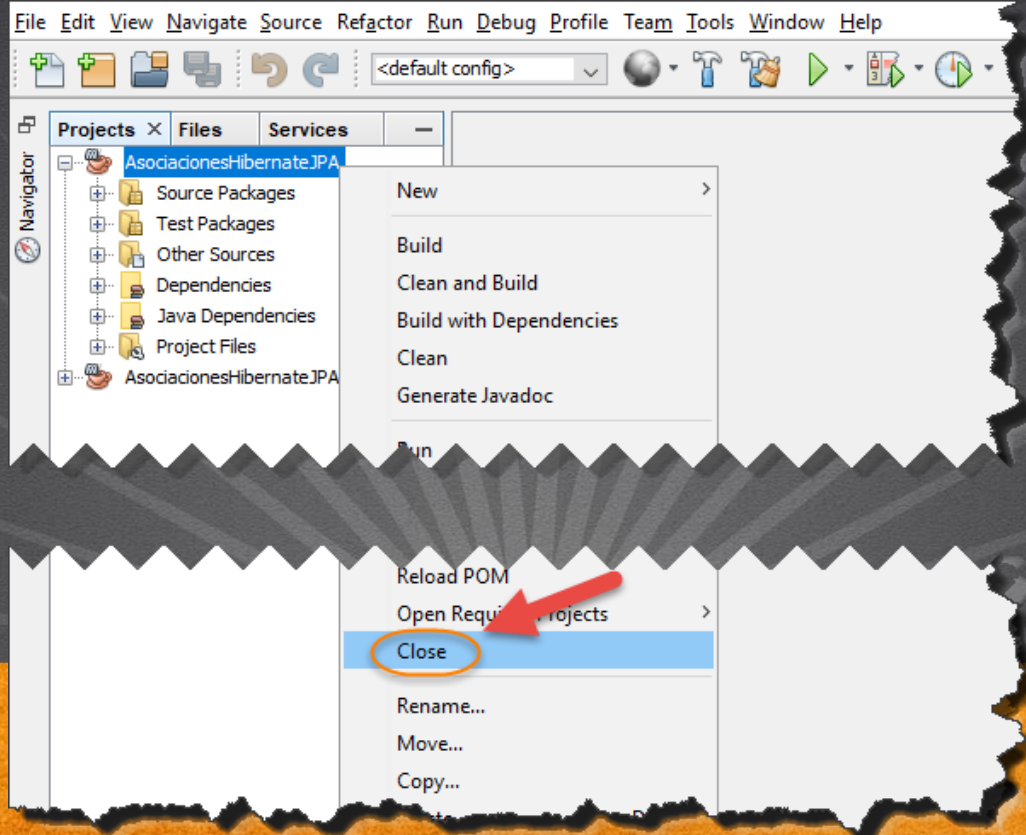 File Edit View Navigate Source Refactor Run Debug Profile Team Tools Window Help
<default config>
Projects Files Services
Navigator
AsociacionesHibernateJPA
Source Packages
Test Packages
Other Sources
Dependencies
Java Dependencies
Project Files
AsociacionesHibernateJPA
New
Build
Clean and Build
Build with Dependencies
Clean
Generate Javadoc
Run
Reload POM
Open Projects
Close
Rename...
Move...
Copy...